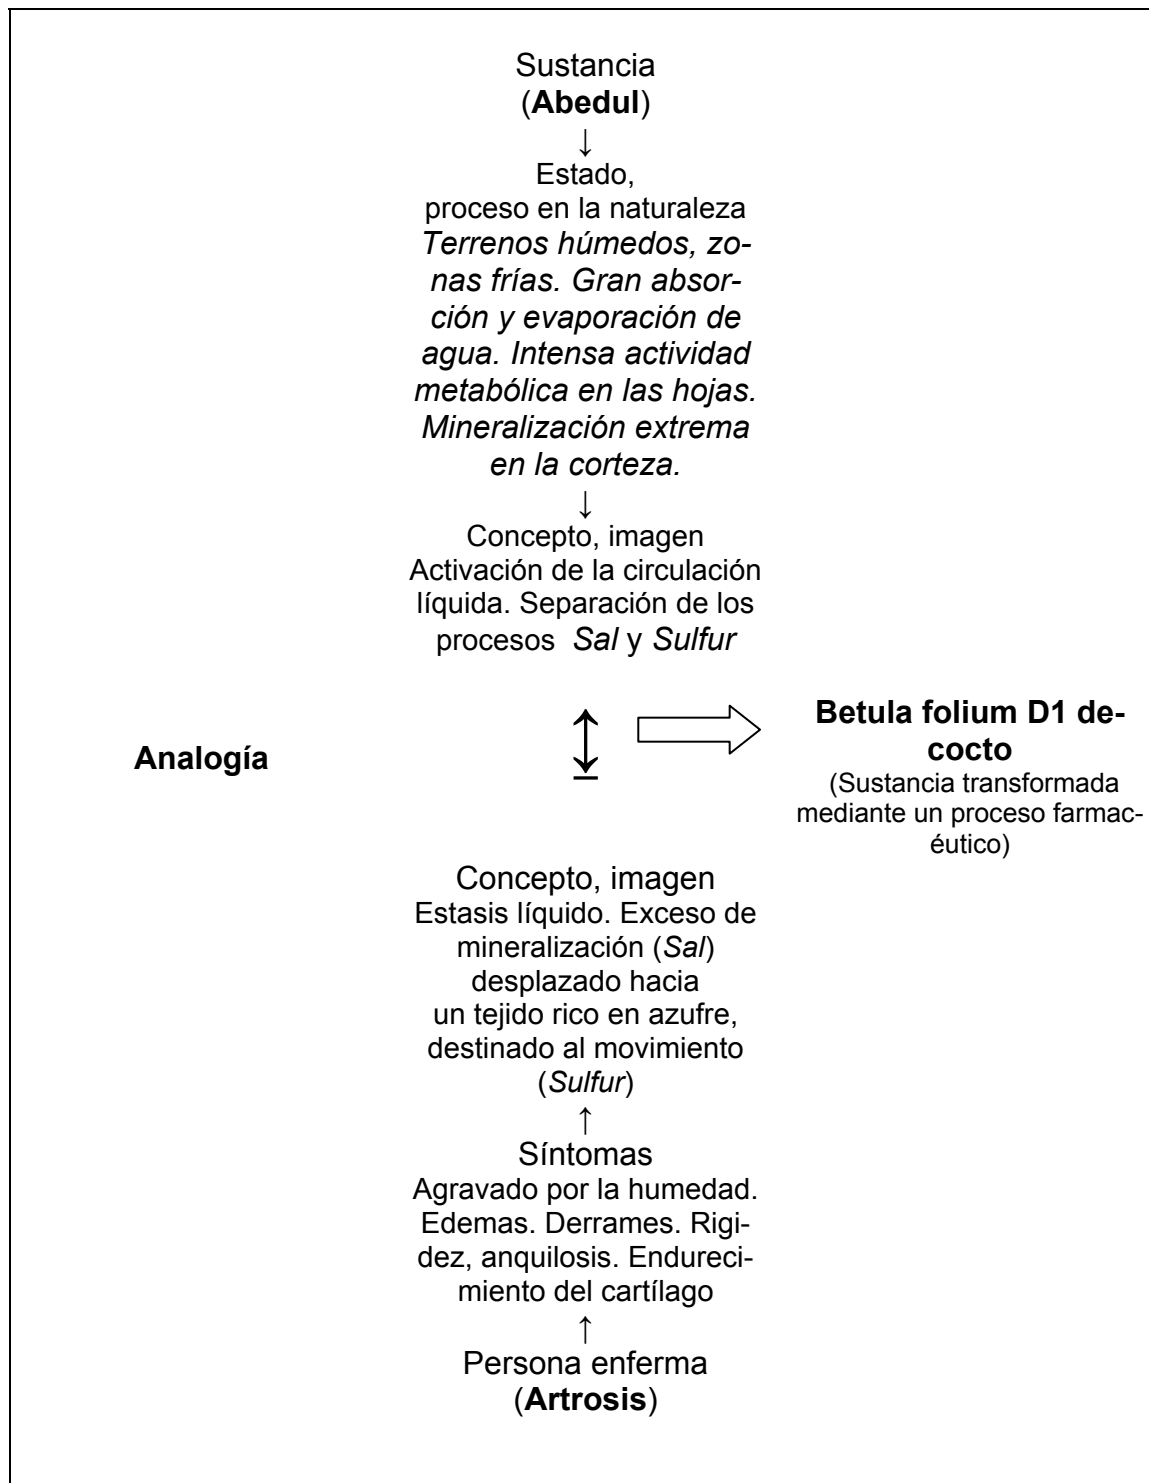 Sustancia
(Abedul)
↓
Estado,
proceso en la naturaleza
Terrenos húmedos, zo-
nas frías. Gran absor-
ción y evaporación de
agua. Intensa actividad
metabólica en las hojas.
Mineralización extrema
en la corteza.
↓
Concepto, imagen
Activación de la circulación
líquida. Separación de los
procesos Sal y Sulfur
Analogía
Betula folium D1 de-
cocto
(Sustancia transformada
mediante un proceso farmac-
éutico)
Concepto, imagen
Estasis líquido. Exceso de
mineralización (Sal)
desplazado hacia
un tejido rico en azufre,
destinado al movimiento
(Sulfur)
↑
Síntomas
Agravado por la humedad.
Edemas. Derrames. Rigi-
dez, anquilosis. Endureci-
miento del cartílago
↑
Persona enferma
(Artrosis)